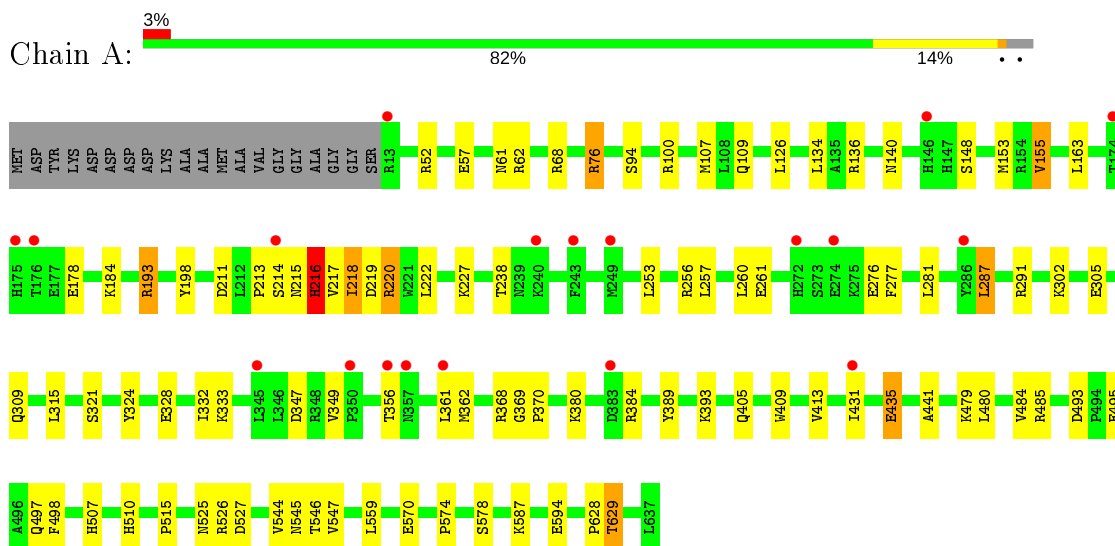 3%
Chain A:
82% 14% • •
MET ASP TYR LYS ASP ASP ASP ASP LYS ALA ALA MET ALA VAL GLY GLY ALA GLY GLY SER R13 R52 E57 N61 R62 R68 R76 S94 R100 M107 L108 Q109 L126 L134 A135 R136 N140 H146 H147 S148 M153 R154 V155 L163 T174
H175 T176 E177 E178 K184 R193 Y198 D211 L212 P213 S214 N215 H216 V217 I218 D219 R220 W221 L222 K227 T238 N239 K240 F243 M249 L253 R256 L257 L260 E261 H272 S273 E274 K275 E276 F277 L281 Y286 L287 R291 K302 E305
Q309 L315 S321 Y324 E328 I332 K333 L345 L346 D347 R348 V349 P350 T356 N357 L361 M362 R368 G369 P370 K380 D383 R384 Y389 K393 Q405 W409 V413 I431 E435 A441 K479 L480 V484 R485 D493 P494
A496 Q497 F498 H507 H510 P515 N525 R526 D527 V544 N545 T546 V547 L559 E570 P574 S578 K587 E594 P628 T629 L637